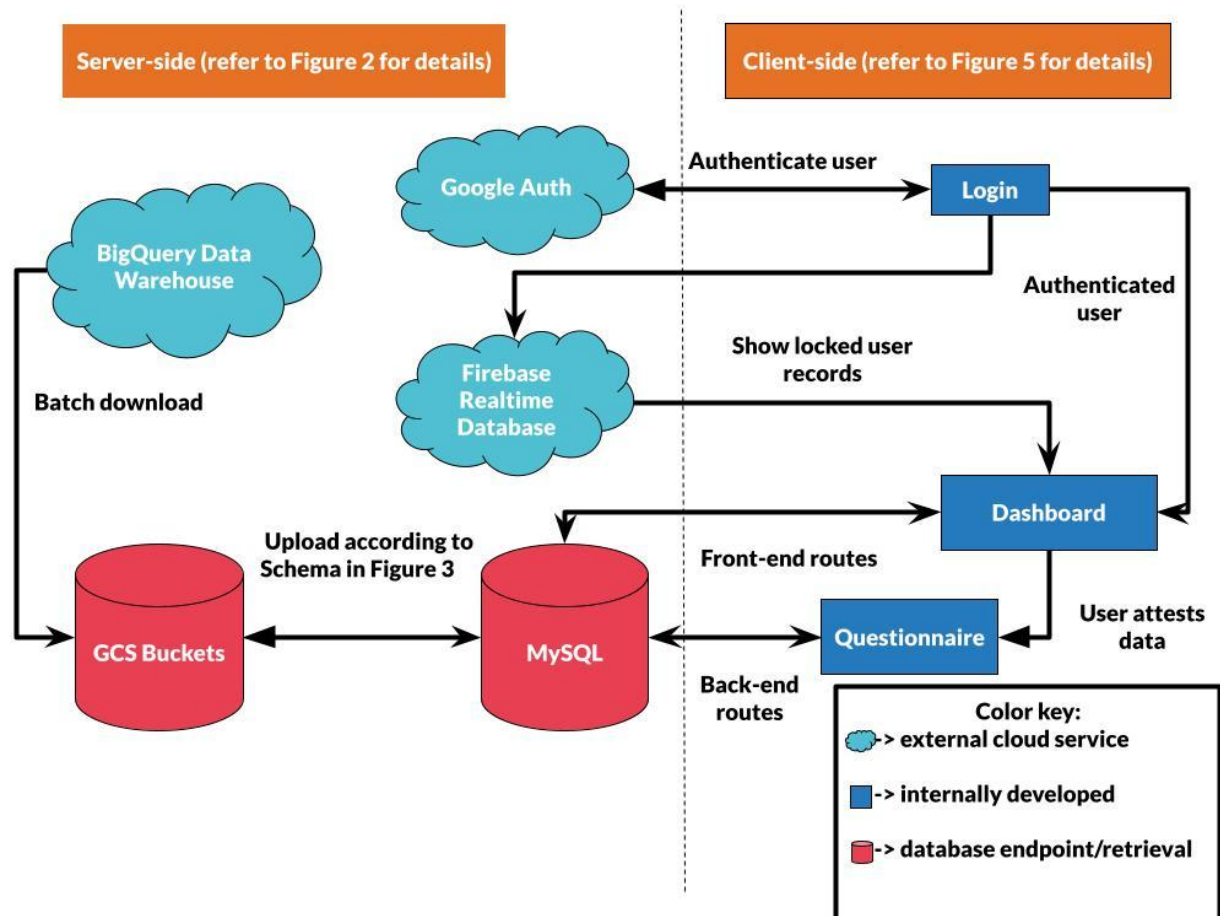 Server-side (refer to Figure 2 for details)
Client-side (refer to Figure 5 for details)
Google Auth
Authenticate user
Login
BigQuery Data
Warehouse
Authenticated
user
Firebase
Realtime
Database
Show locked user
records
Batch download
Dashboard
Upload according to
Schema in Figure 3
Front-end routes
GCS Buckets
MySQL
Questionnaire
User attests
data
Back-end
routes
Color key:
-> external cloud service
-> internally developed
-> database endpoint/retrieval